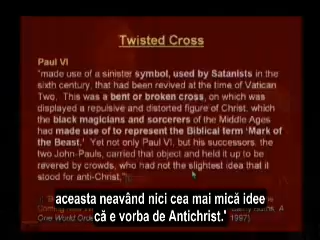 Twisted Cross
Paul VI
"made use of a sinister symbol, used by Satanists in the
sixth century, that had been revived at the time of Vatican
Two. This was a bent or broken cross, on which was
displayed a repulsive and distorted figure of Christ, which
the black magicians and sorcerers of the Middle Ages
had made use of to represent the Biblical term 'Mark of
the Beast.' Yet not only Paul VI, but his successors, the
two John-Pauls, carried that object and held it up to be
revered by crowds, who had not the slightest idea that it
stood for anti-Christ."
aceasta neavând nici cea mai mică idee
că e vorba de Antichrist.'
One World
1997)